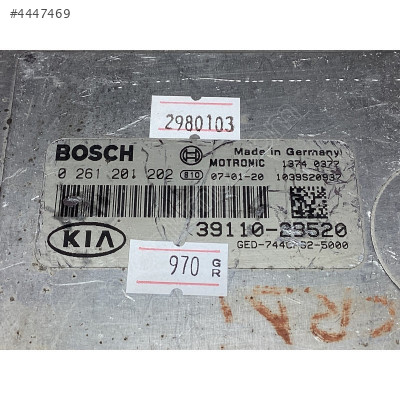 #4447469
2980103
BOSCH Made in Germany
MOTRONIC 1374 0377
0 261 201 202 B10 07-01-20 1039S20937
KIA 39110-23520
970 GR